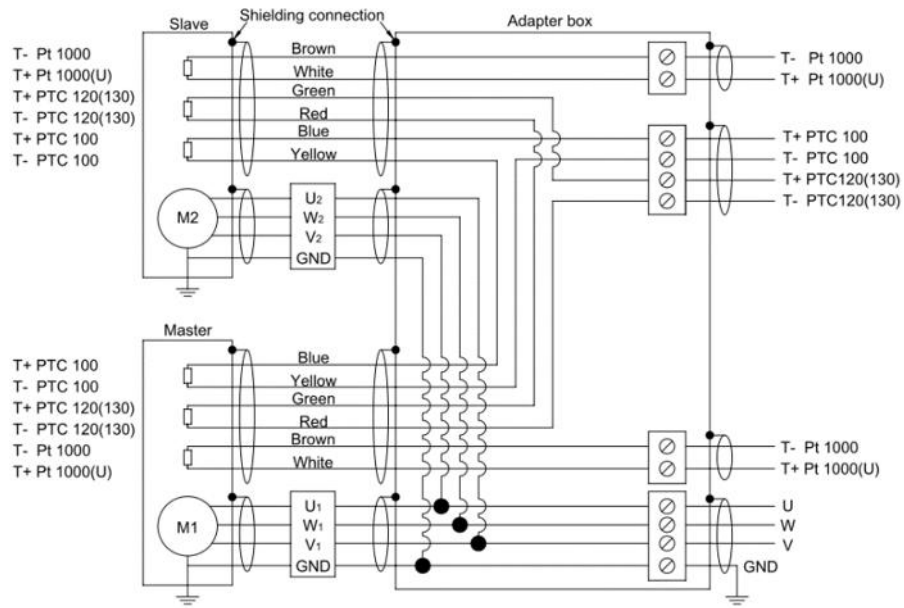 Slave
Shielding connection
Adapter box
T- Pt 1000
T+ Pt 1000(U)
T+ PTC 120(130)
T- PTC 120(130)
T+ PTC 100
T- PTC 100
Brown
White
Green
Red
Blue
Yellow
T- Pt 1000
T+ Pt 1000(U)
T+ PTC 100
T- PTC 100
T+ PTC120(130)
T- PTC120(130)
M2
U2
W2
V2
GND
Master
T+ PTC 100
T- PTC 100
T+ PTC 120(130)
T- PTC 120(130)
T- Pt 1000
T+ Pt 1000(U)
Blue
Yellow
Green
Red
Brown
White
T- Pt 1000
T+ Pt 1000(U)
M1
U1
W1
V1
GND
U
W
V
GND